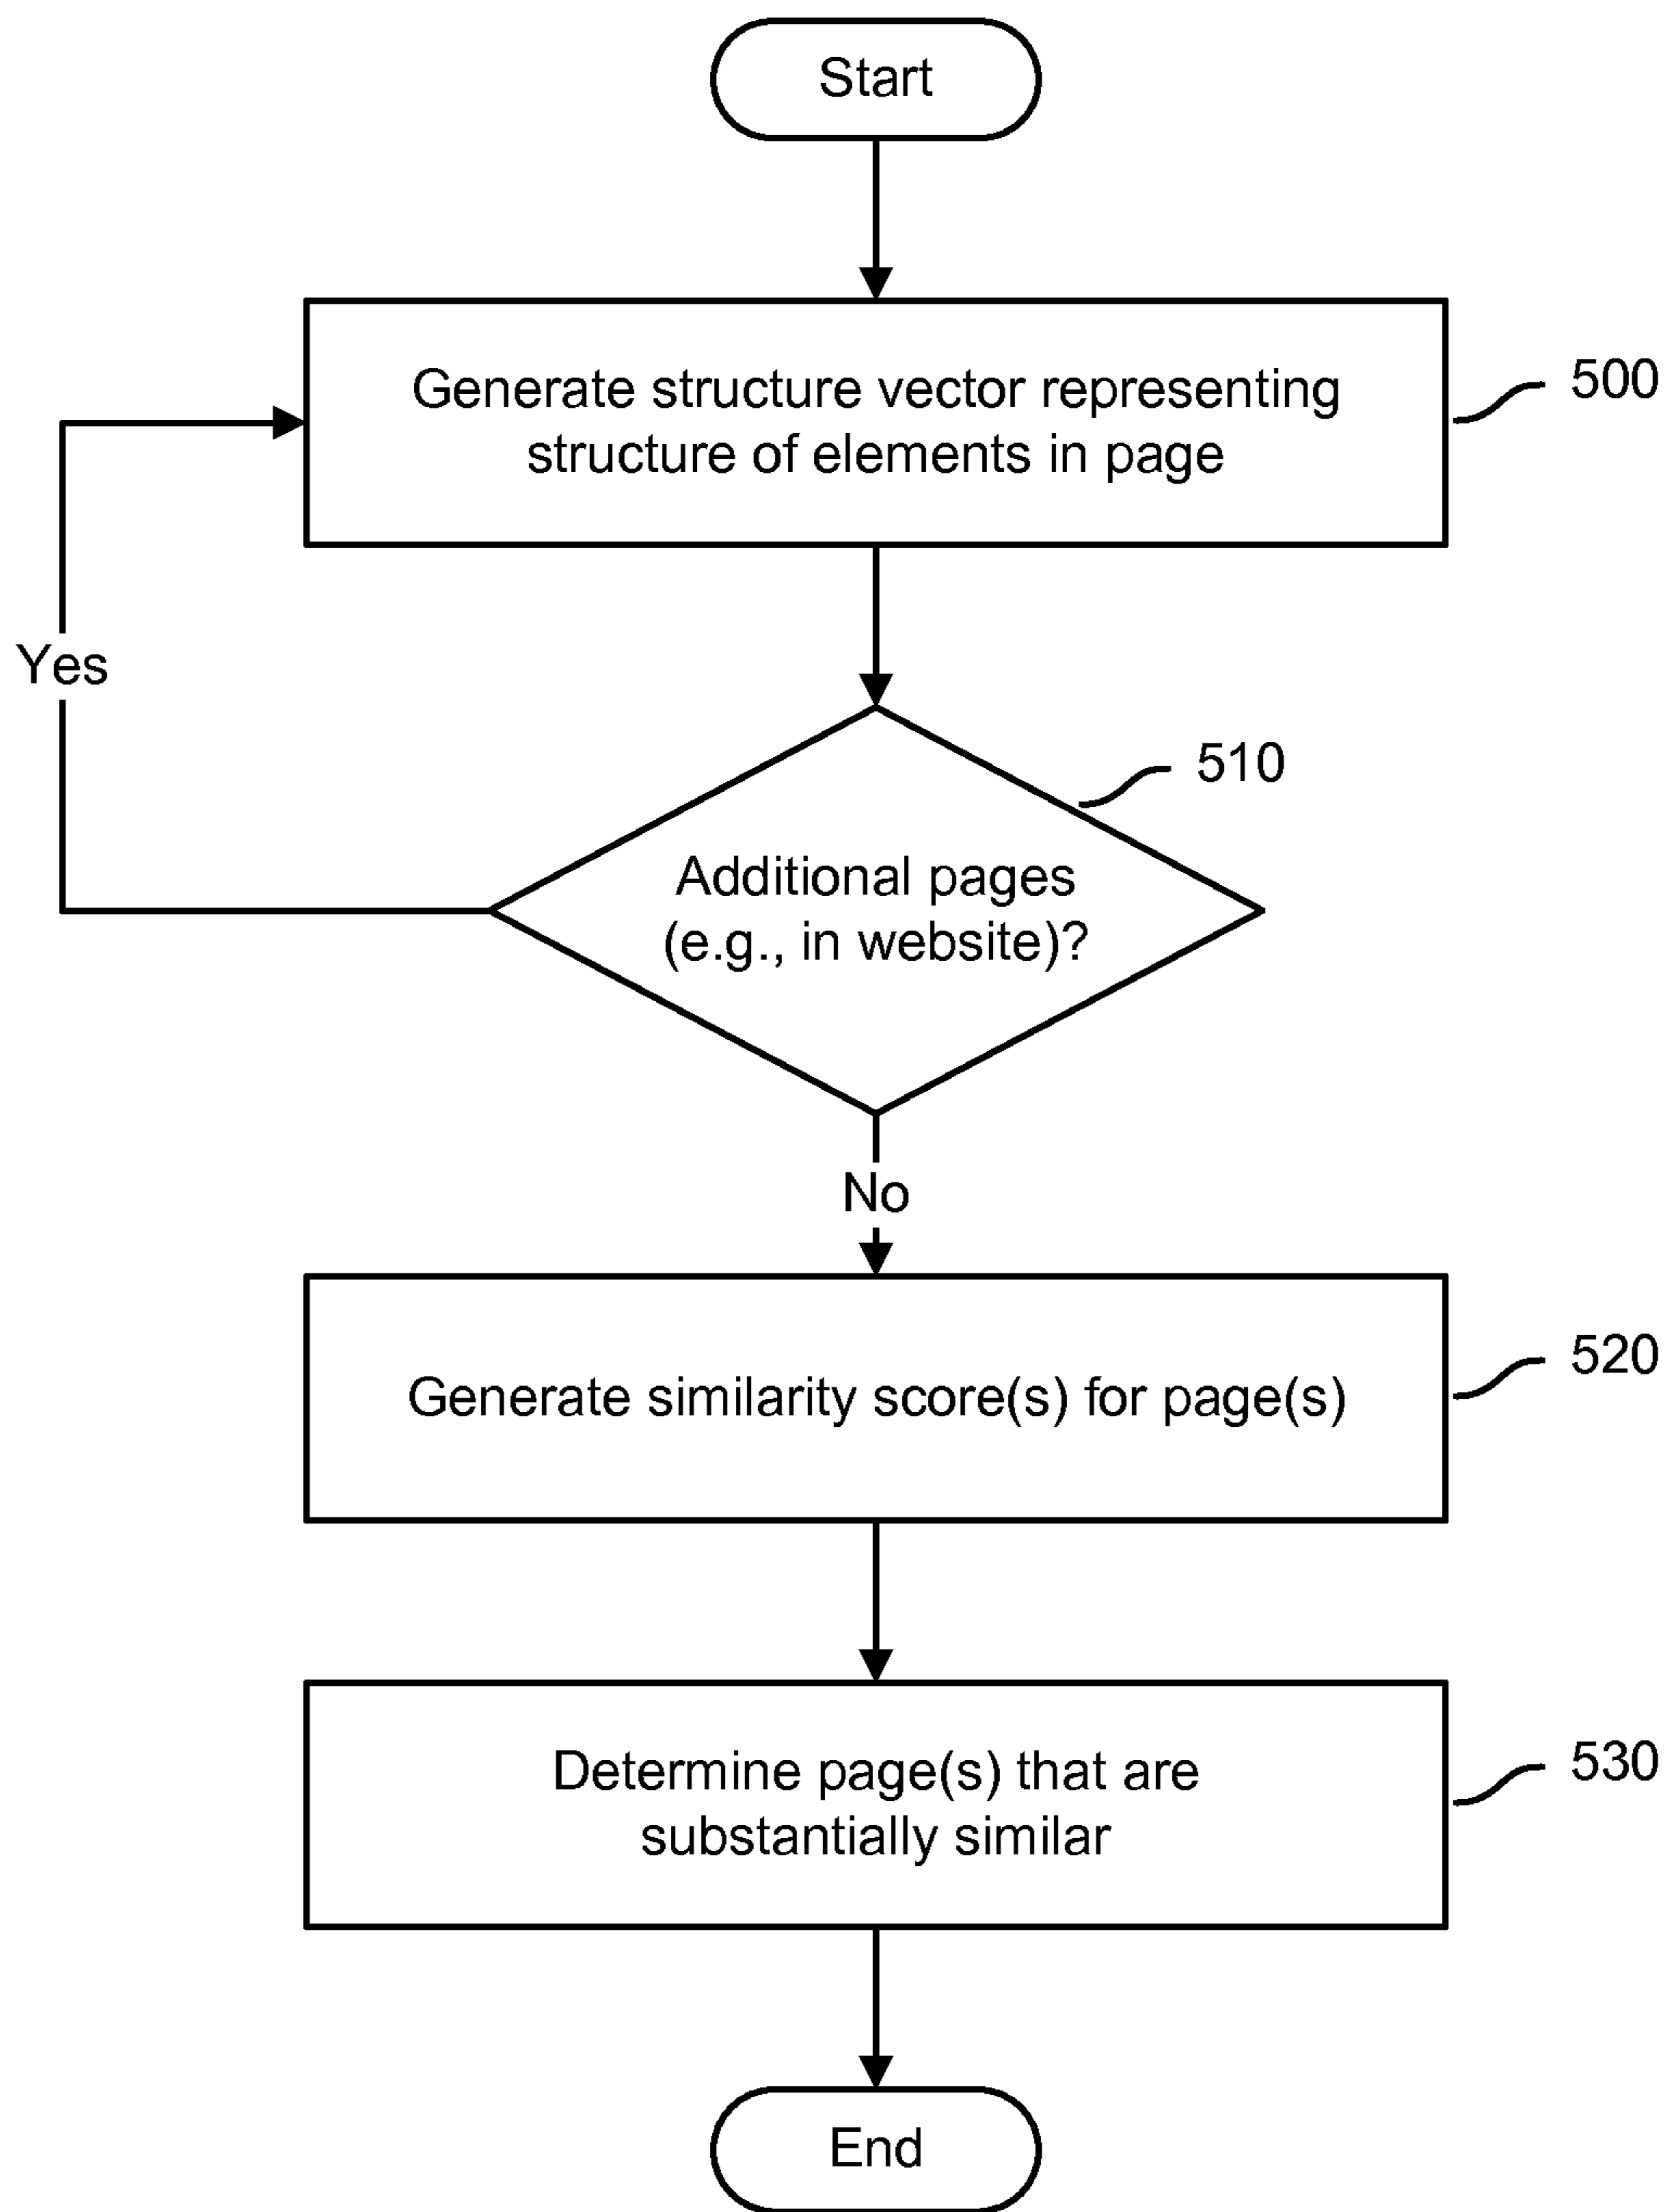 Start
Generate structure vector representing
structure of elements in page
500
Yes
510
Additional pages
(e.g., in website)?
No
Generate similarity score(s) for page(s)
520
Determine page(s) that are
substantially similar
530
End